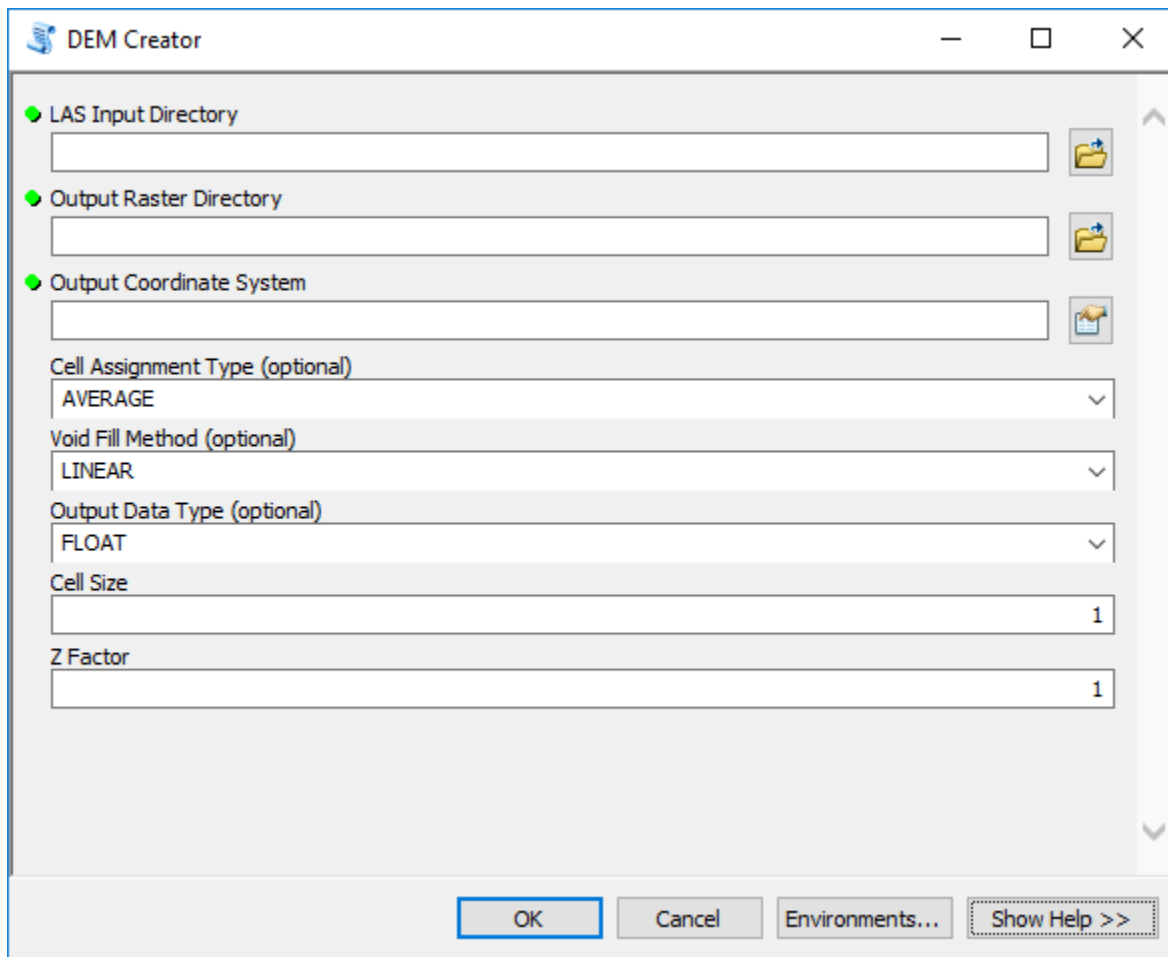 DEM Creator
LAS Input Directory
Output Raster Directory
Output Coordinate System
Cell Assignment Type (optional)
AVERAGE
Void Fill Method (optional)
LINEAR
Output Data Type (optional)
FLOAT
Cell Size
1
Z Factor
1
OK Cancel Environments... Show Help >>